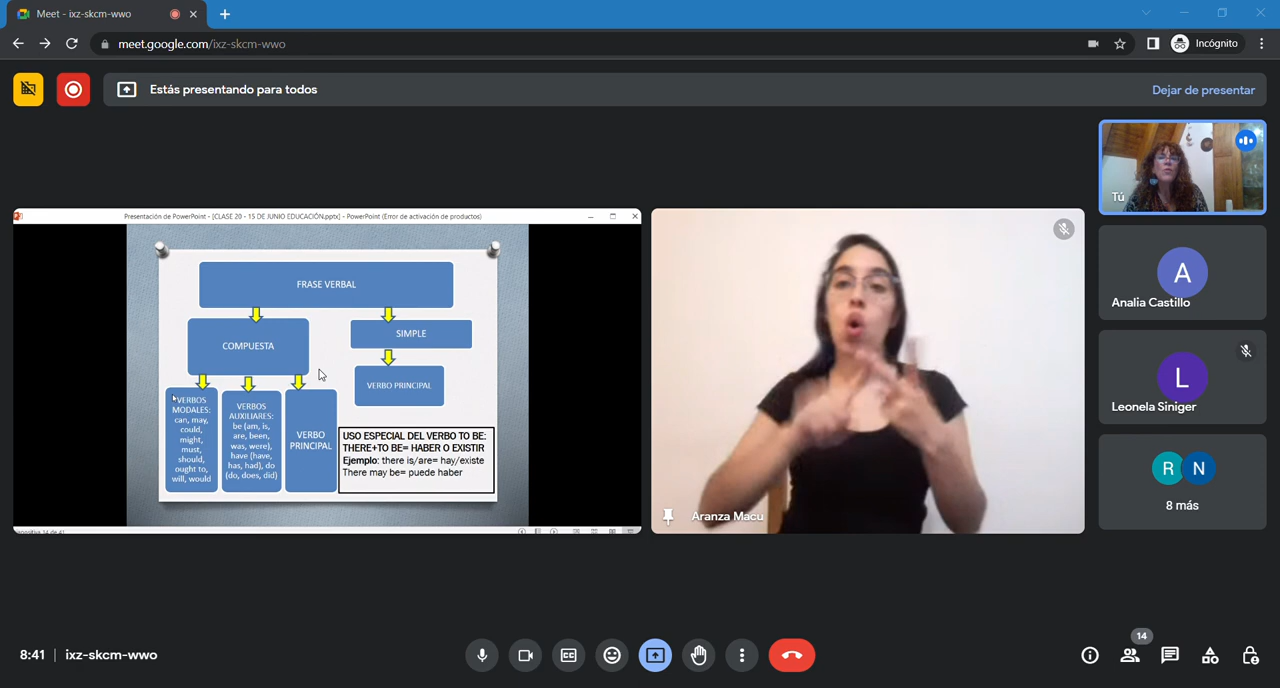 Meet - ixz-skcm-wwo
meet.google.com/ixz-skcm-wwo
Incógnito
Estás presentando para todos
Dejar de presentar
Presentación de PowerPoint - [CLASE 20 - 15 DE JUNIO EDUCACIÓN.pptx] - PowerPoint (Error de activación de productos)
FRASE VERBAL
COMPUESTA
SIMPLE
VERBO PRINCIPAL
VERBOS
MODALES:
can, may,
could,
might,
must,
should,
ought to,
will, would
VERBOS
AUXILIARES:
be (am, is,
are, been,
was, were),
have (have,
has, had), do
(do, does, did)
VERBO
PRINCIPAL
USO ESPECIAL DEL VERBO TO BE:
THERE+TO BE= HABER O EXISTIR
Ejemplo: there is/are= hay/existe
There may be= puede haber
Aranza Macu
Tú
A
Analia Castillo
L
Leonela Siniger
R N
8 más
8:41 ixz-skcm-wwo
14